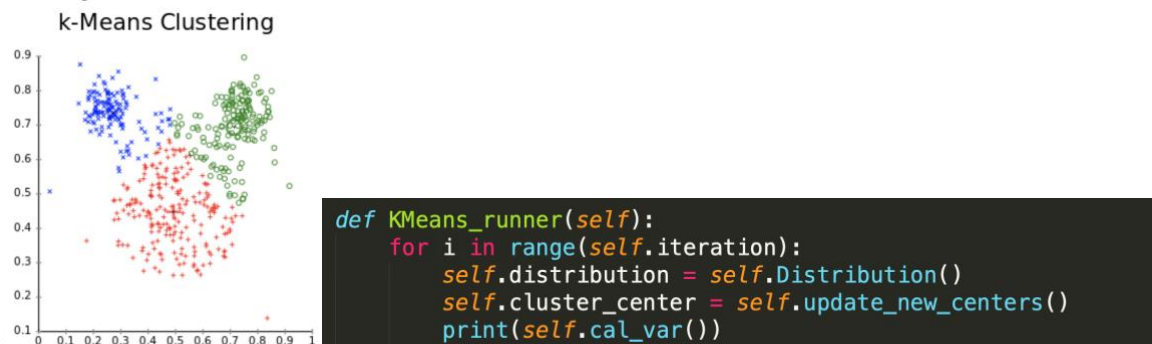 k-Means Clustering
0.9
0.8
0.7
0.6
0.5
0.4
0.3
0.2
0.1
0.1 0.2 0.3 0.4 0.5 0.6 0.7 0.8 0.9 1
def KMeans_runner(self):
for i in range(self.iteration):
self.distribution = self.Distribution()
self.cluster_center = self.update_new_centers()
print(self.cal_var())